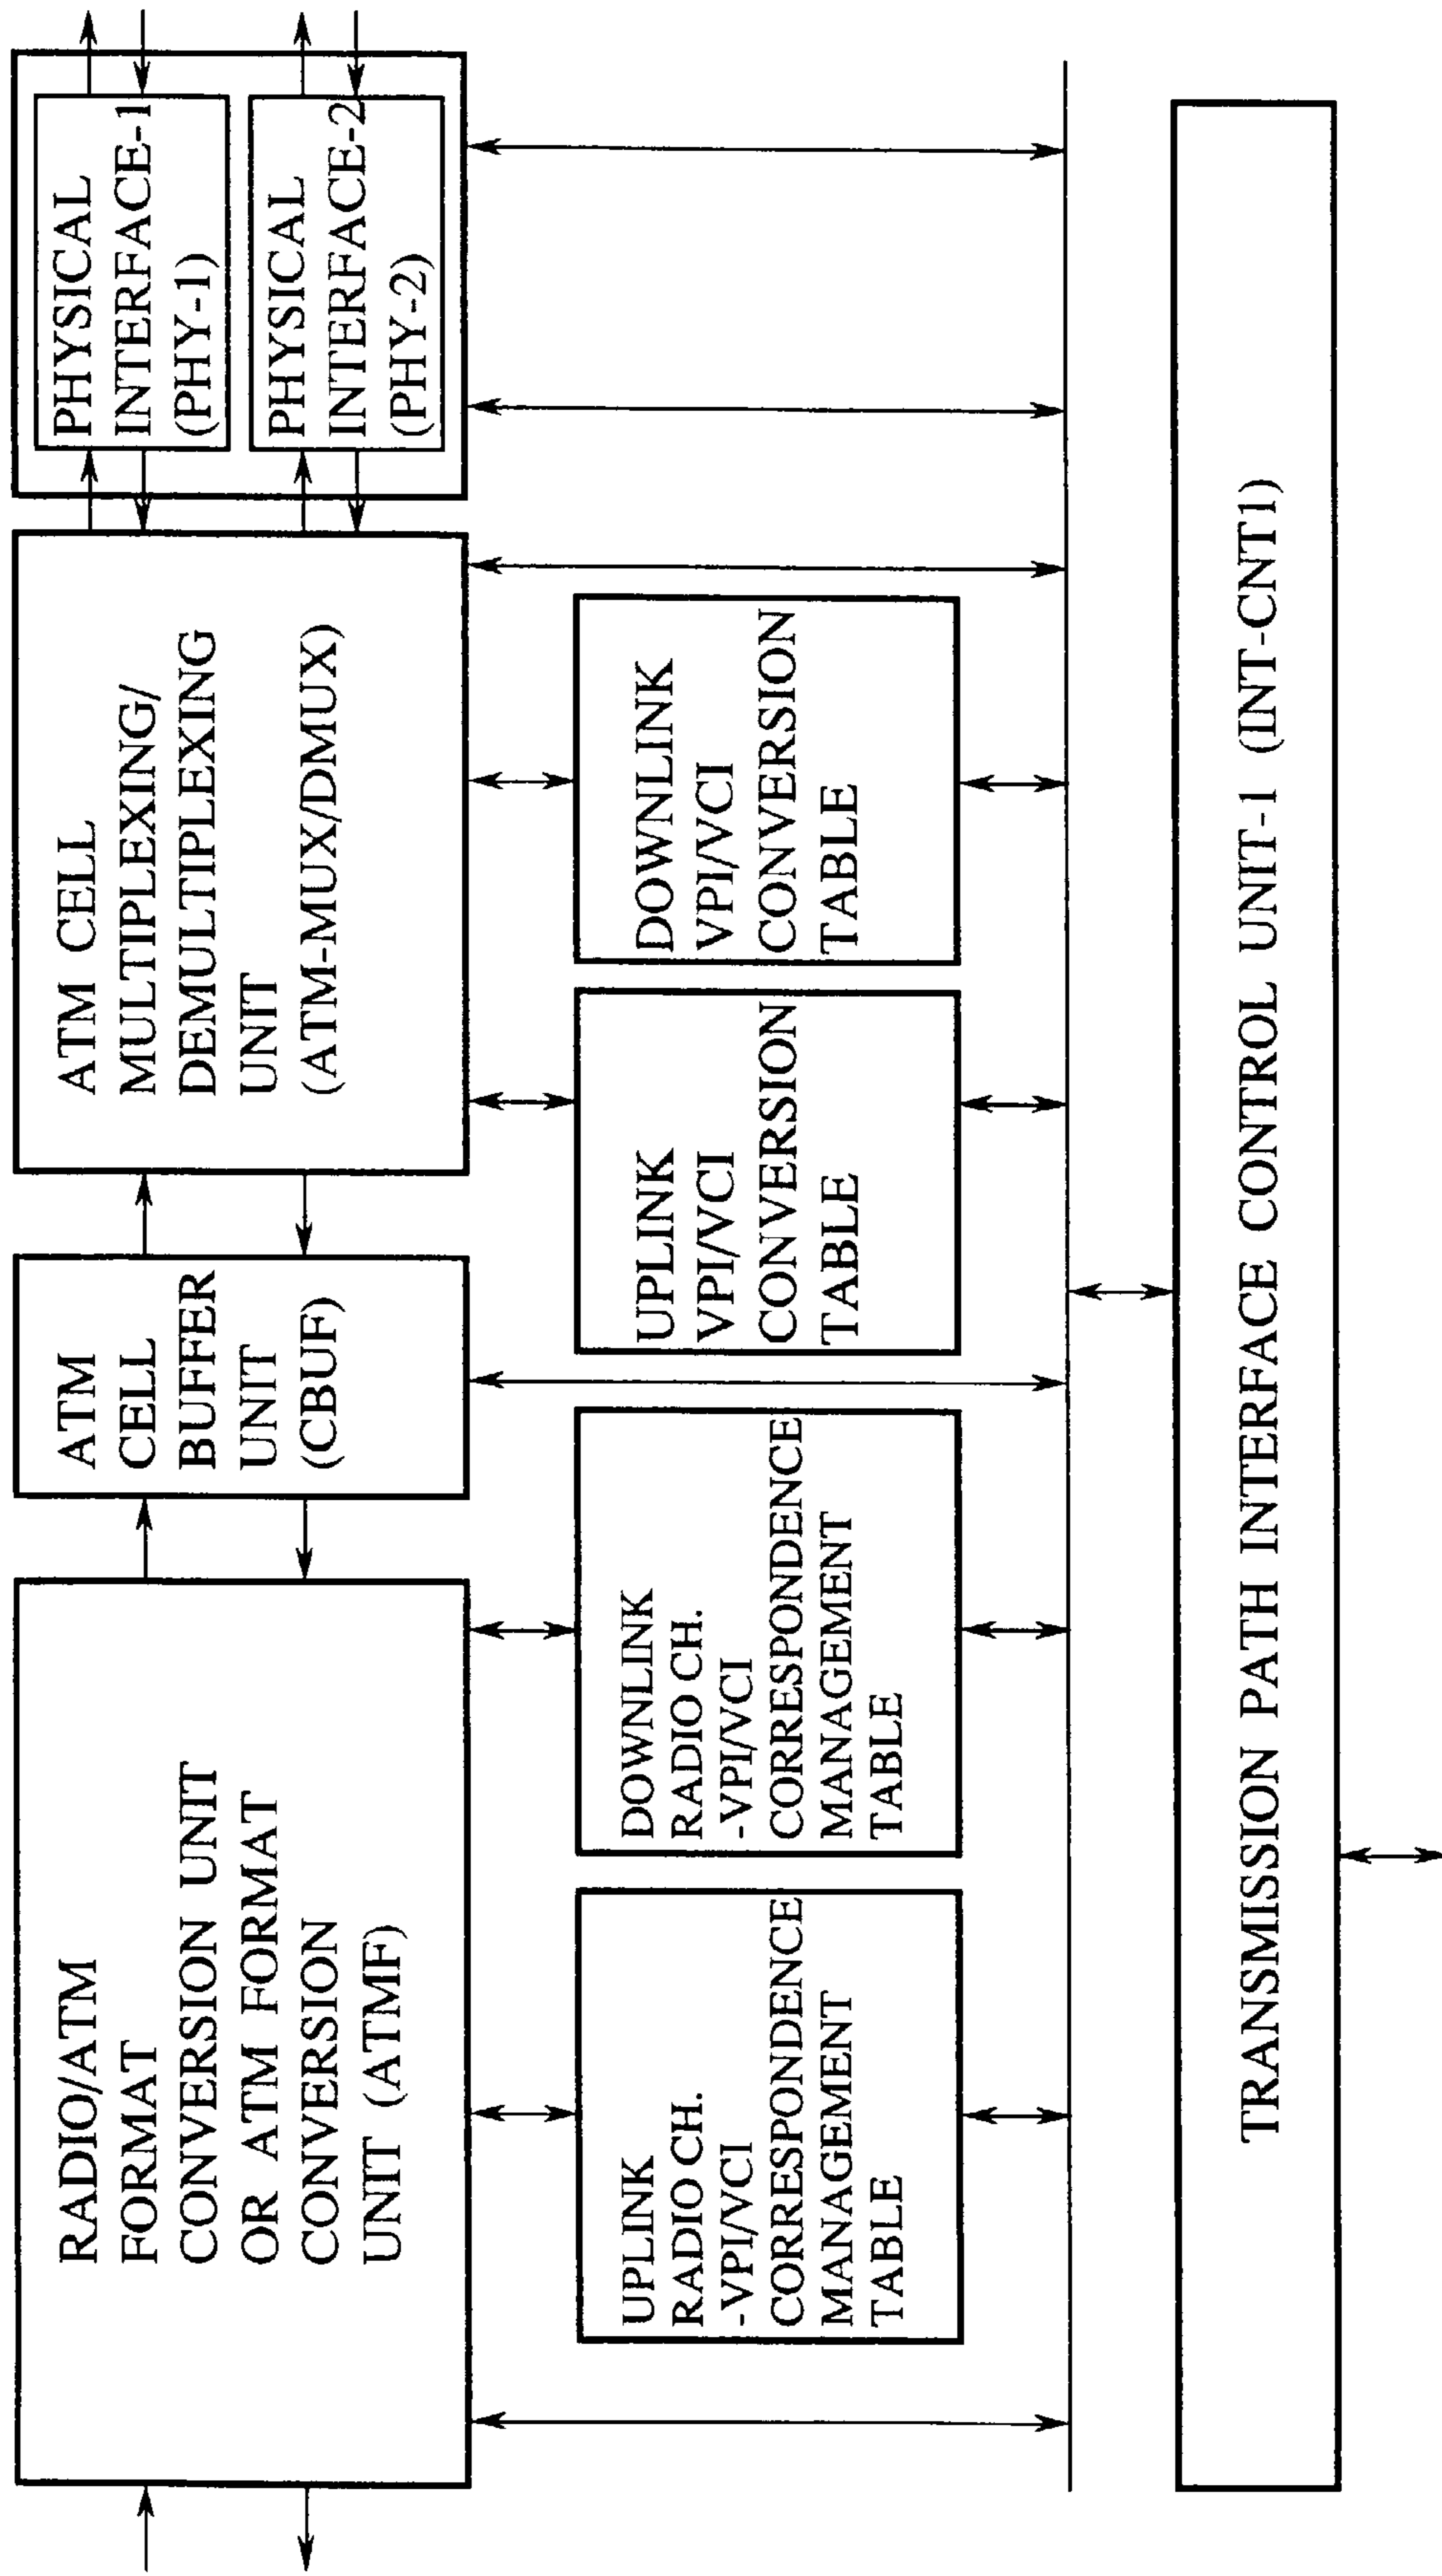 RADIO/ATM
FORMAT
CONVERSION UNIT
OR ATM FORMAT
CONVERSION
UNIT (ATMF)
ATM
CELL
BUFFER
UNIT
(CBUF)
ATM CELL
MULTIPLEXING/
DEMULTIPLEXING
UNIT
(ATM-MUX/DMUX)
PHYSICAL
INTERFACE-1
(PHY-1)
PHYSICAL
INTERFACE-2
(PHY-2)
UPLINK
RADIO CH.
-VPI/VCI
CORRESPONDENCE
MANAGEMENT
TABLE
DOWNLINK
RADIO CH.
-VPI/VCI
CORRESPONDENCE
MANAGEMENT
TABLE
UPLINK
VPI/VCI
CONVERSION
TABLE
DOWNLINK
VPI/VCI
CONVERSION
TABLE
TRANSMISSION PATH INTERFACE CONTROL UNIT-1 (INT-CNT1)